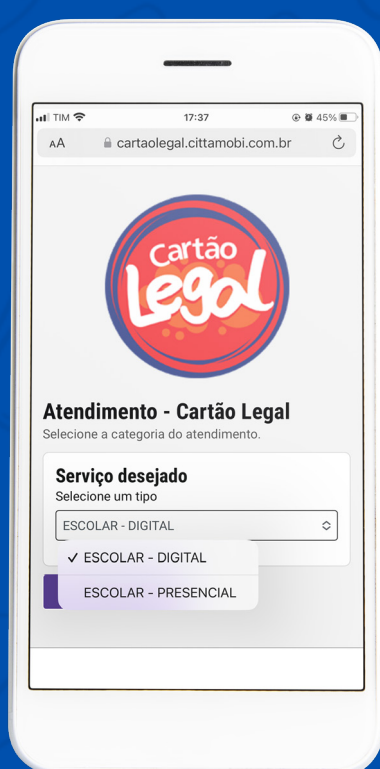 TIM 17:37 45%
AA cartaolegal.cittamobi.com.br
Cartão
Legal
Atendimento - Cartão Legal
Selecione a categoria do atendimento.
Serviço desejado
Selecione um tipo
ESCOLAR - DIGITAL
✓ ESCOLAR - DIGITAL
ESCOLAR - PRESENCIAL